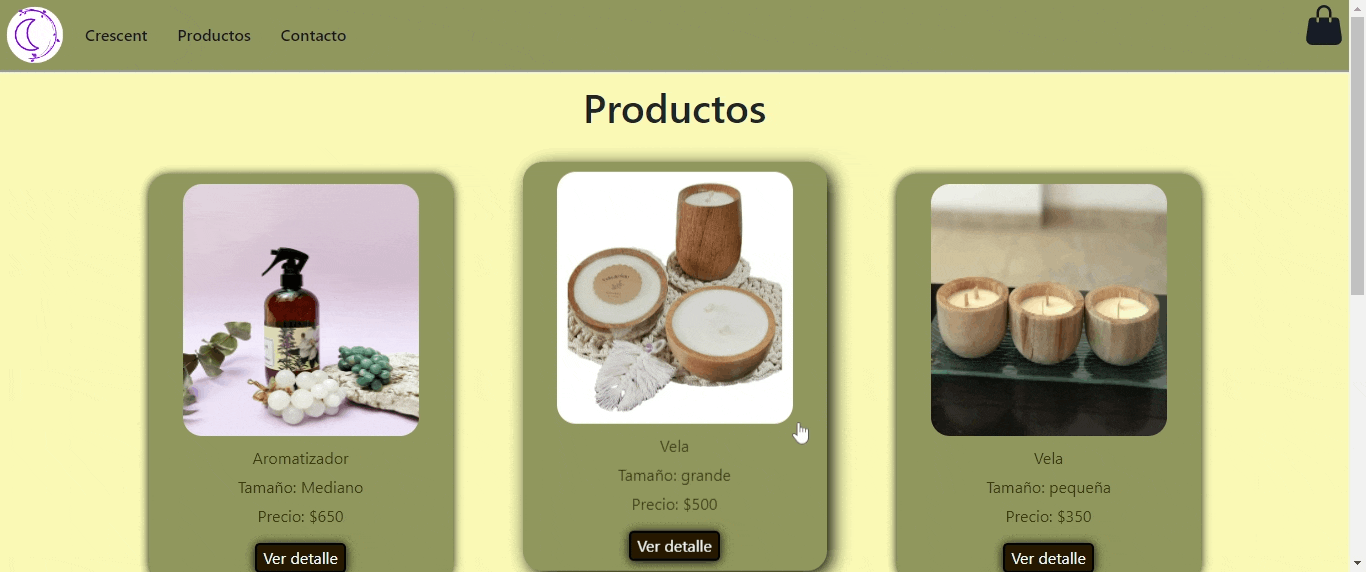 Crescent Productos Contacto
Productos
Aromatizador
Tamaño: Mediano
Precio: $650
Ver detalle
Vela
Tamaño: grande
Precio: $500
Ver detalle
Vela
Tamaño: pequeña
Precio: $350
Ver detalle